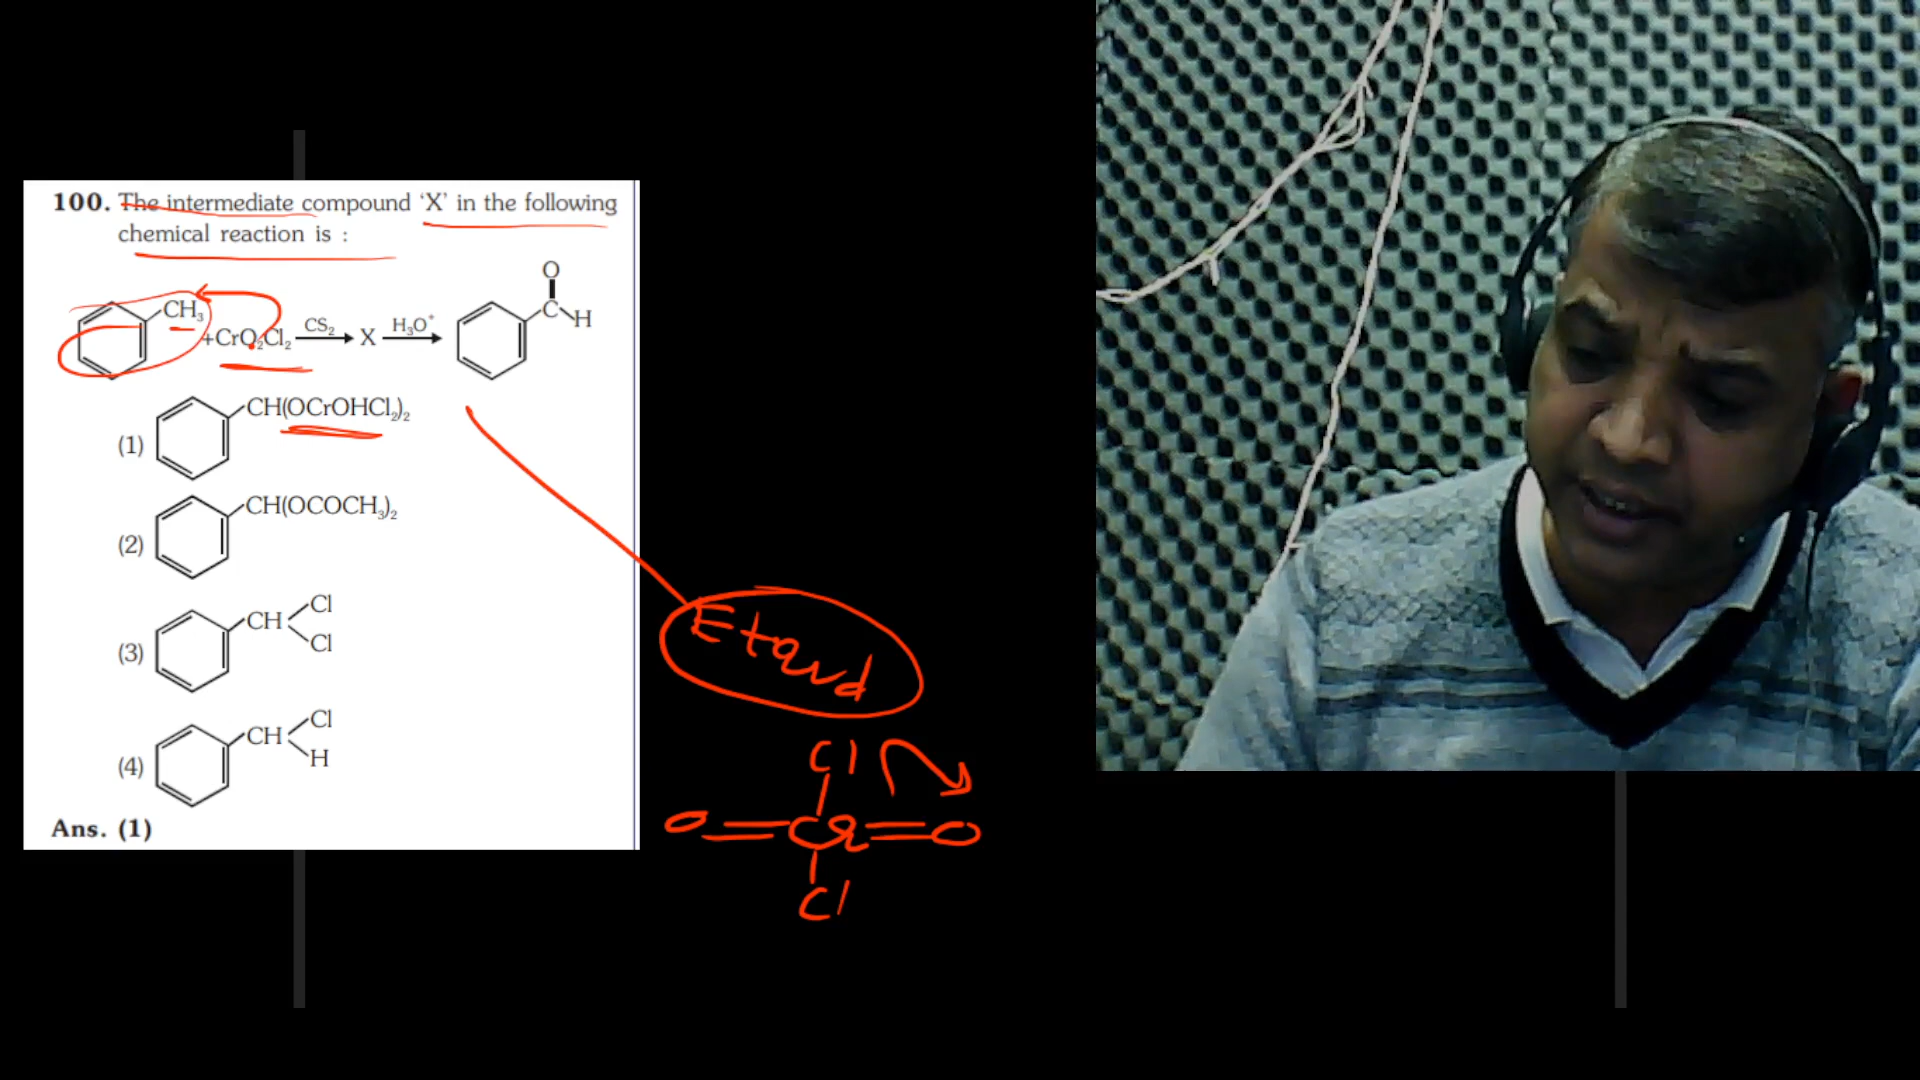 100. The intermediate compound ‘X’ in the following
chemical reaction is :
CH₃ +CrO₂Cl₂ CS₂ X H₃O⁺ O C H
(1) CH(OCrOHCl₂)₂
(2) CH(OCOCH₃)₂
(3) CH Cl Cl
(4) CH Cl H
Ans. (1)
Etard
Cl
O=Cr=O
Cl